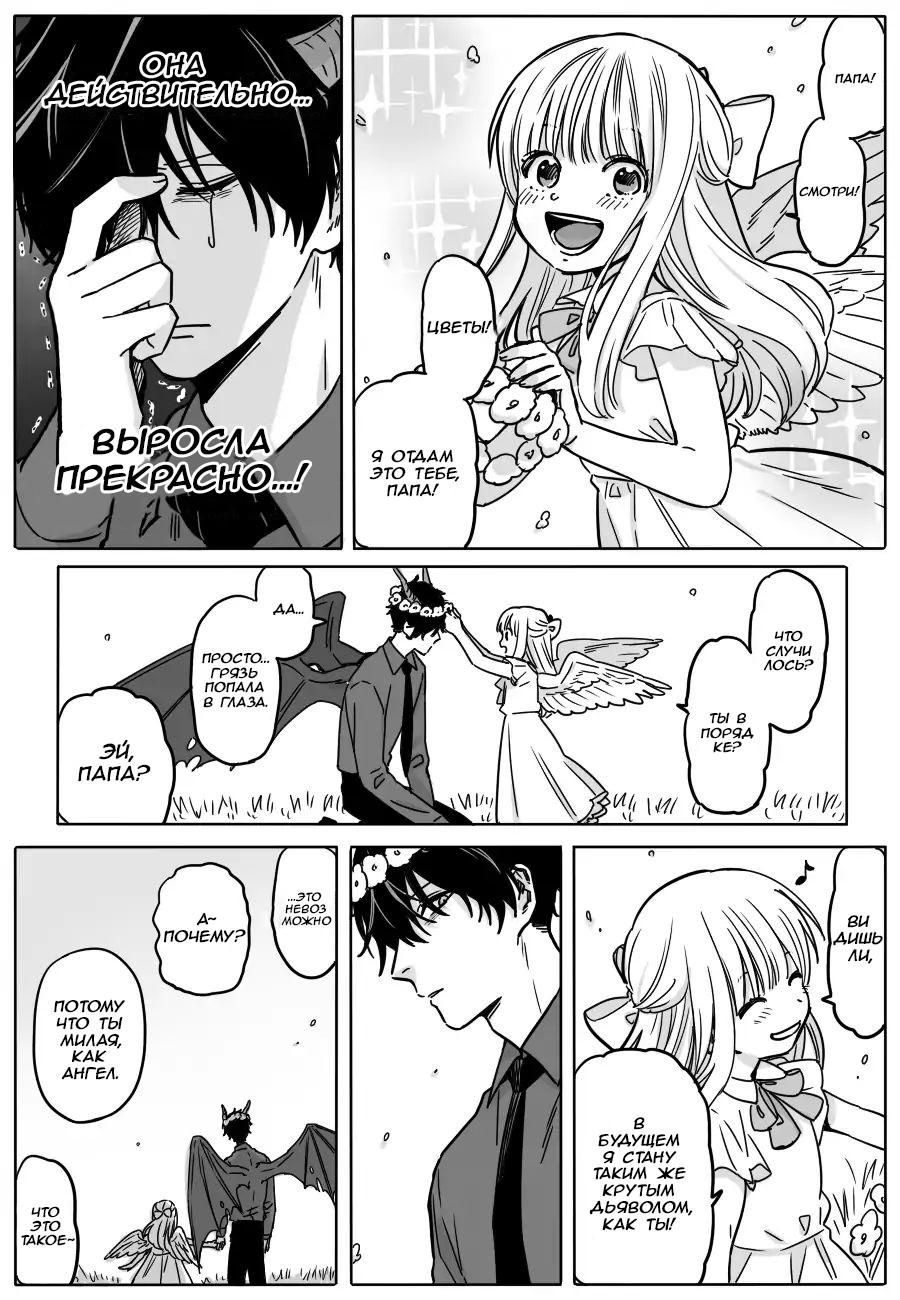 ПАПА!
СМОТРИ!
ЦВЕТЫ!
Я ОТДАМ
ЭТО ТЕБЕ,
ПАПА!
ОНА
ДЕЙСТВИТЕЛЬНО...
ВЫРОСЛА
ПРЕКРАСНО...!
ЧТО
СЛУЧИ
ЛОСЬ?
ТЫ В
ПОРЯД
КЕ?
ДА...
ПРОСТО...
ГРЯЗЬ
ПОПАЛА
В ГЛАЗА.
ЭЙ,
ПАПА?
ВИ
ДИШЬ
ЛИ,
В
БУДУЩЕМ
Я СТАНУ
ТАКИМ ЖЕ
КРУТЫМ
ДЬЯВОЛОМ,
КАК ТЫ!
...ЭТО
НЕВОЗ
МОЖНО
А~
ПОЧЕМУ?
ПОТОМУ
ЧТО ТЫ
МИЛАЯ,
КАК
АНГЕЛ.
ЧТО
ЭТО
ТАКОЕ~